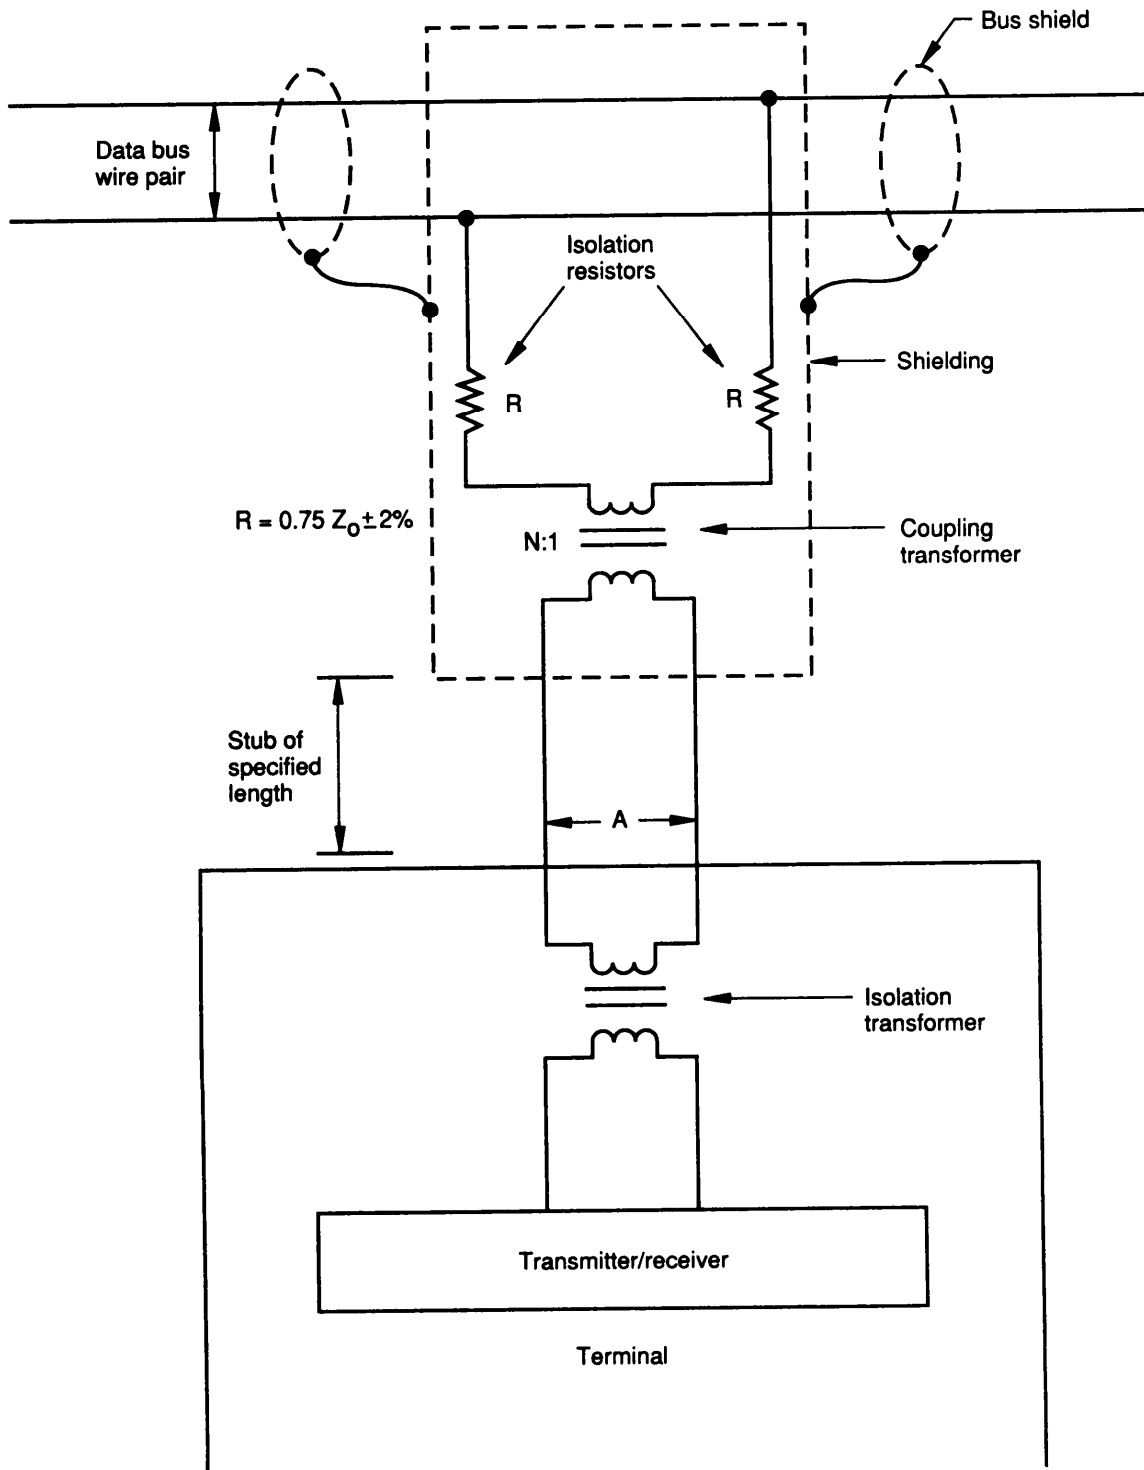 Bus shield
Data bus
wire pair
Isolation
resistors
Shielding
R
R
R = 0.75 Zo ± 2%
N:1
Coupling
transformer
Stub of
specified
length
A
Isolation
transformer
Transmitter/receiver
Terminal